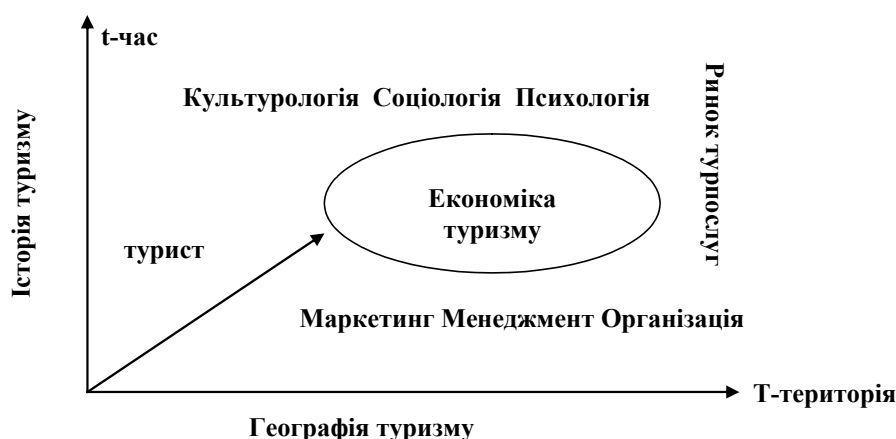 t-час
Культурологія Соціологія Психологія
Ринок турпослуг
Історія туризму
Економіка
туризму
турист
Маркетинг Менеджмент Організація
Т-територія
Географія туризму